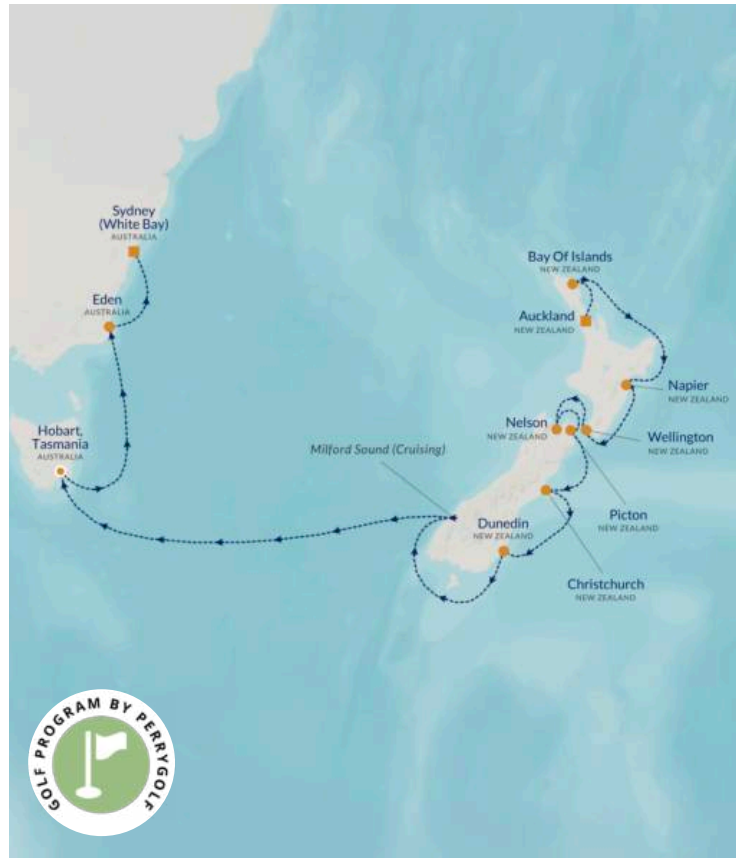 Sydney
(White Bay)
AUSTRALIA
Bay Of Islands
NEW ZEALAND
Eden
AUSTRALIA
Auckland
NEW ZEALAND
Napier
NEW ZEALAND
Nelson
NEW ZEALAND
Wellington
NEW ZEALAND
Hobart,
Tasmania
AUSTRALIA
Milford Sound (Cruising)
Picton
NEW ZEALAND
Dunedin
NEW ZEALAND
Christchurch
NEW ZEALAND
GOLF PROGRAM BY PERRYGOLF